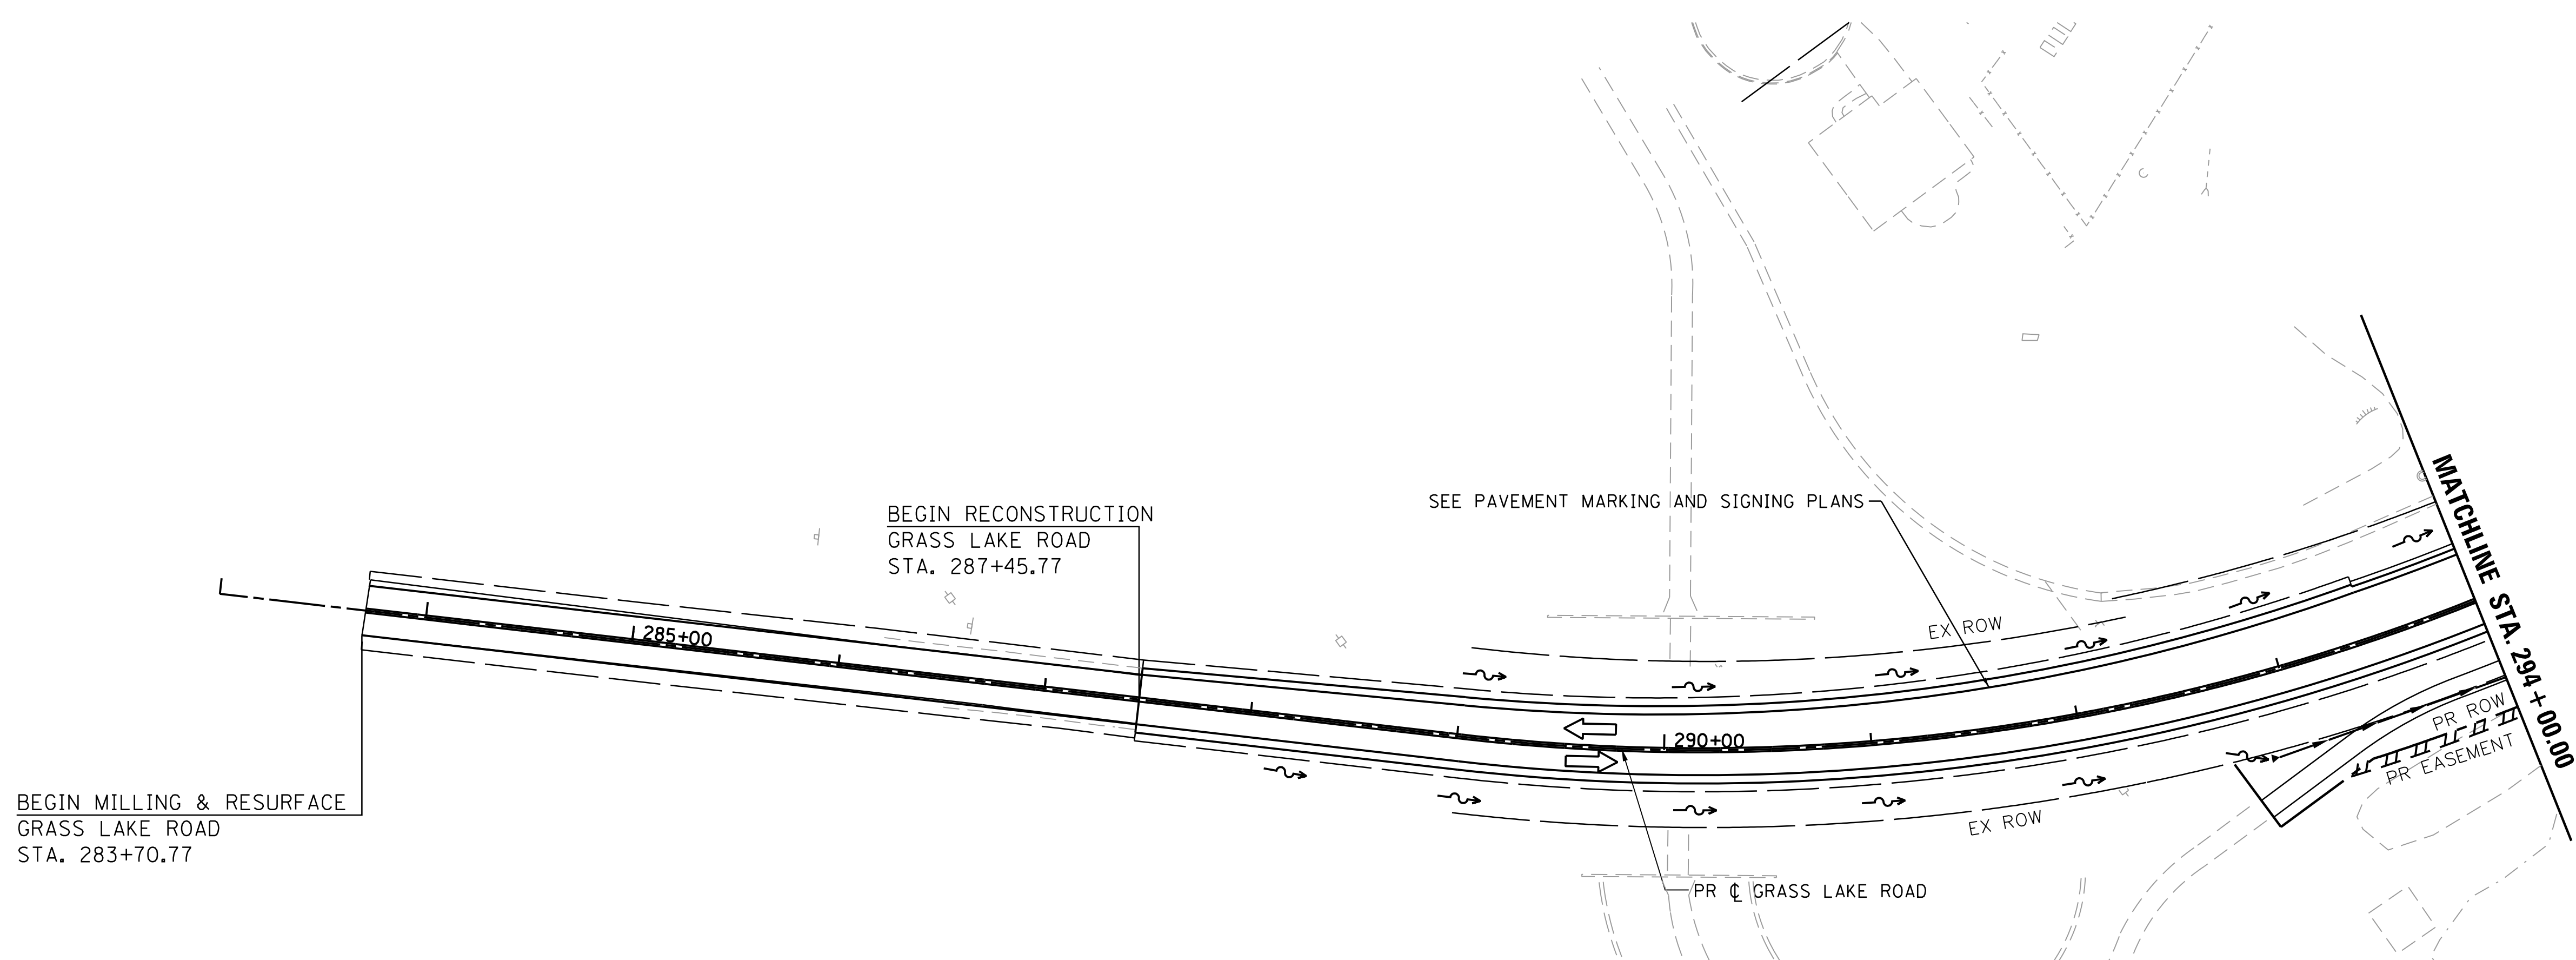 BEGIN MILLING & RESURFACE
GRASS LAKE ROAD
STA. 283+70.77
285+00
BEGIN RECONSTRUCTION
GRASS LAKE ROAD
STA. 287+45.77
SEE PAVEMENT MARKING AND SIGNING PLANS
EX ROW
290+00
EX ROW
PR ℄ GRASS LAKE ROAD
PR ROW
PR EASEMENT
MATCHLINE STA. 294+00.00